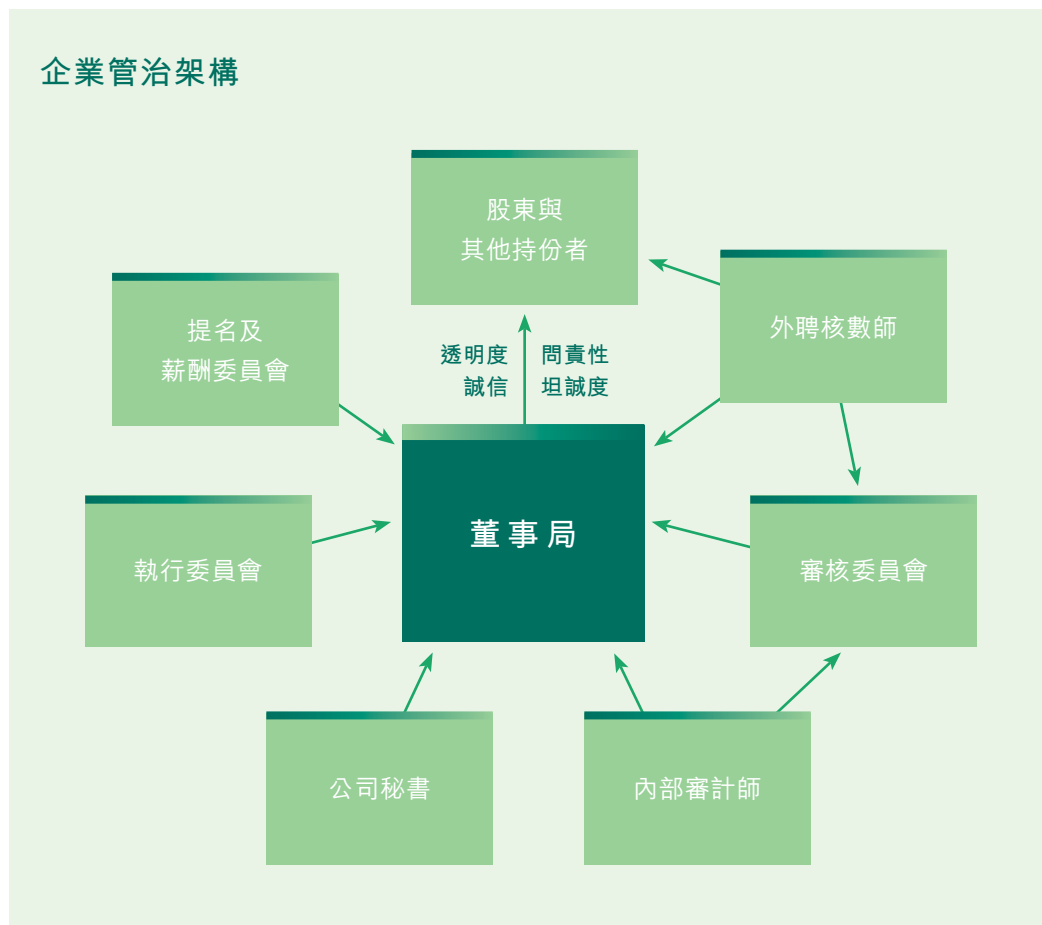 企業管治架構
股東與
其他持份者
外聘核數師
提名及
薪酬委員會
透明度 問責性
誠信 坦誠度
董事局
執行委員會
審核委員會
公司秘書
內部審計師